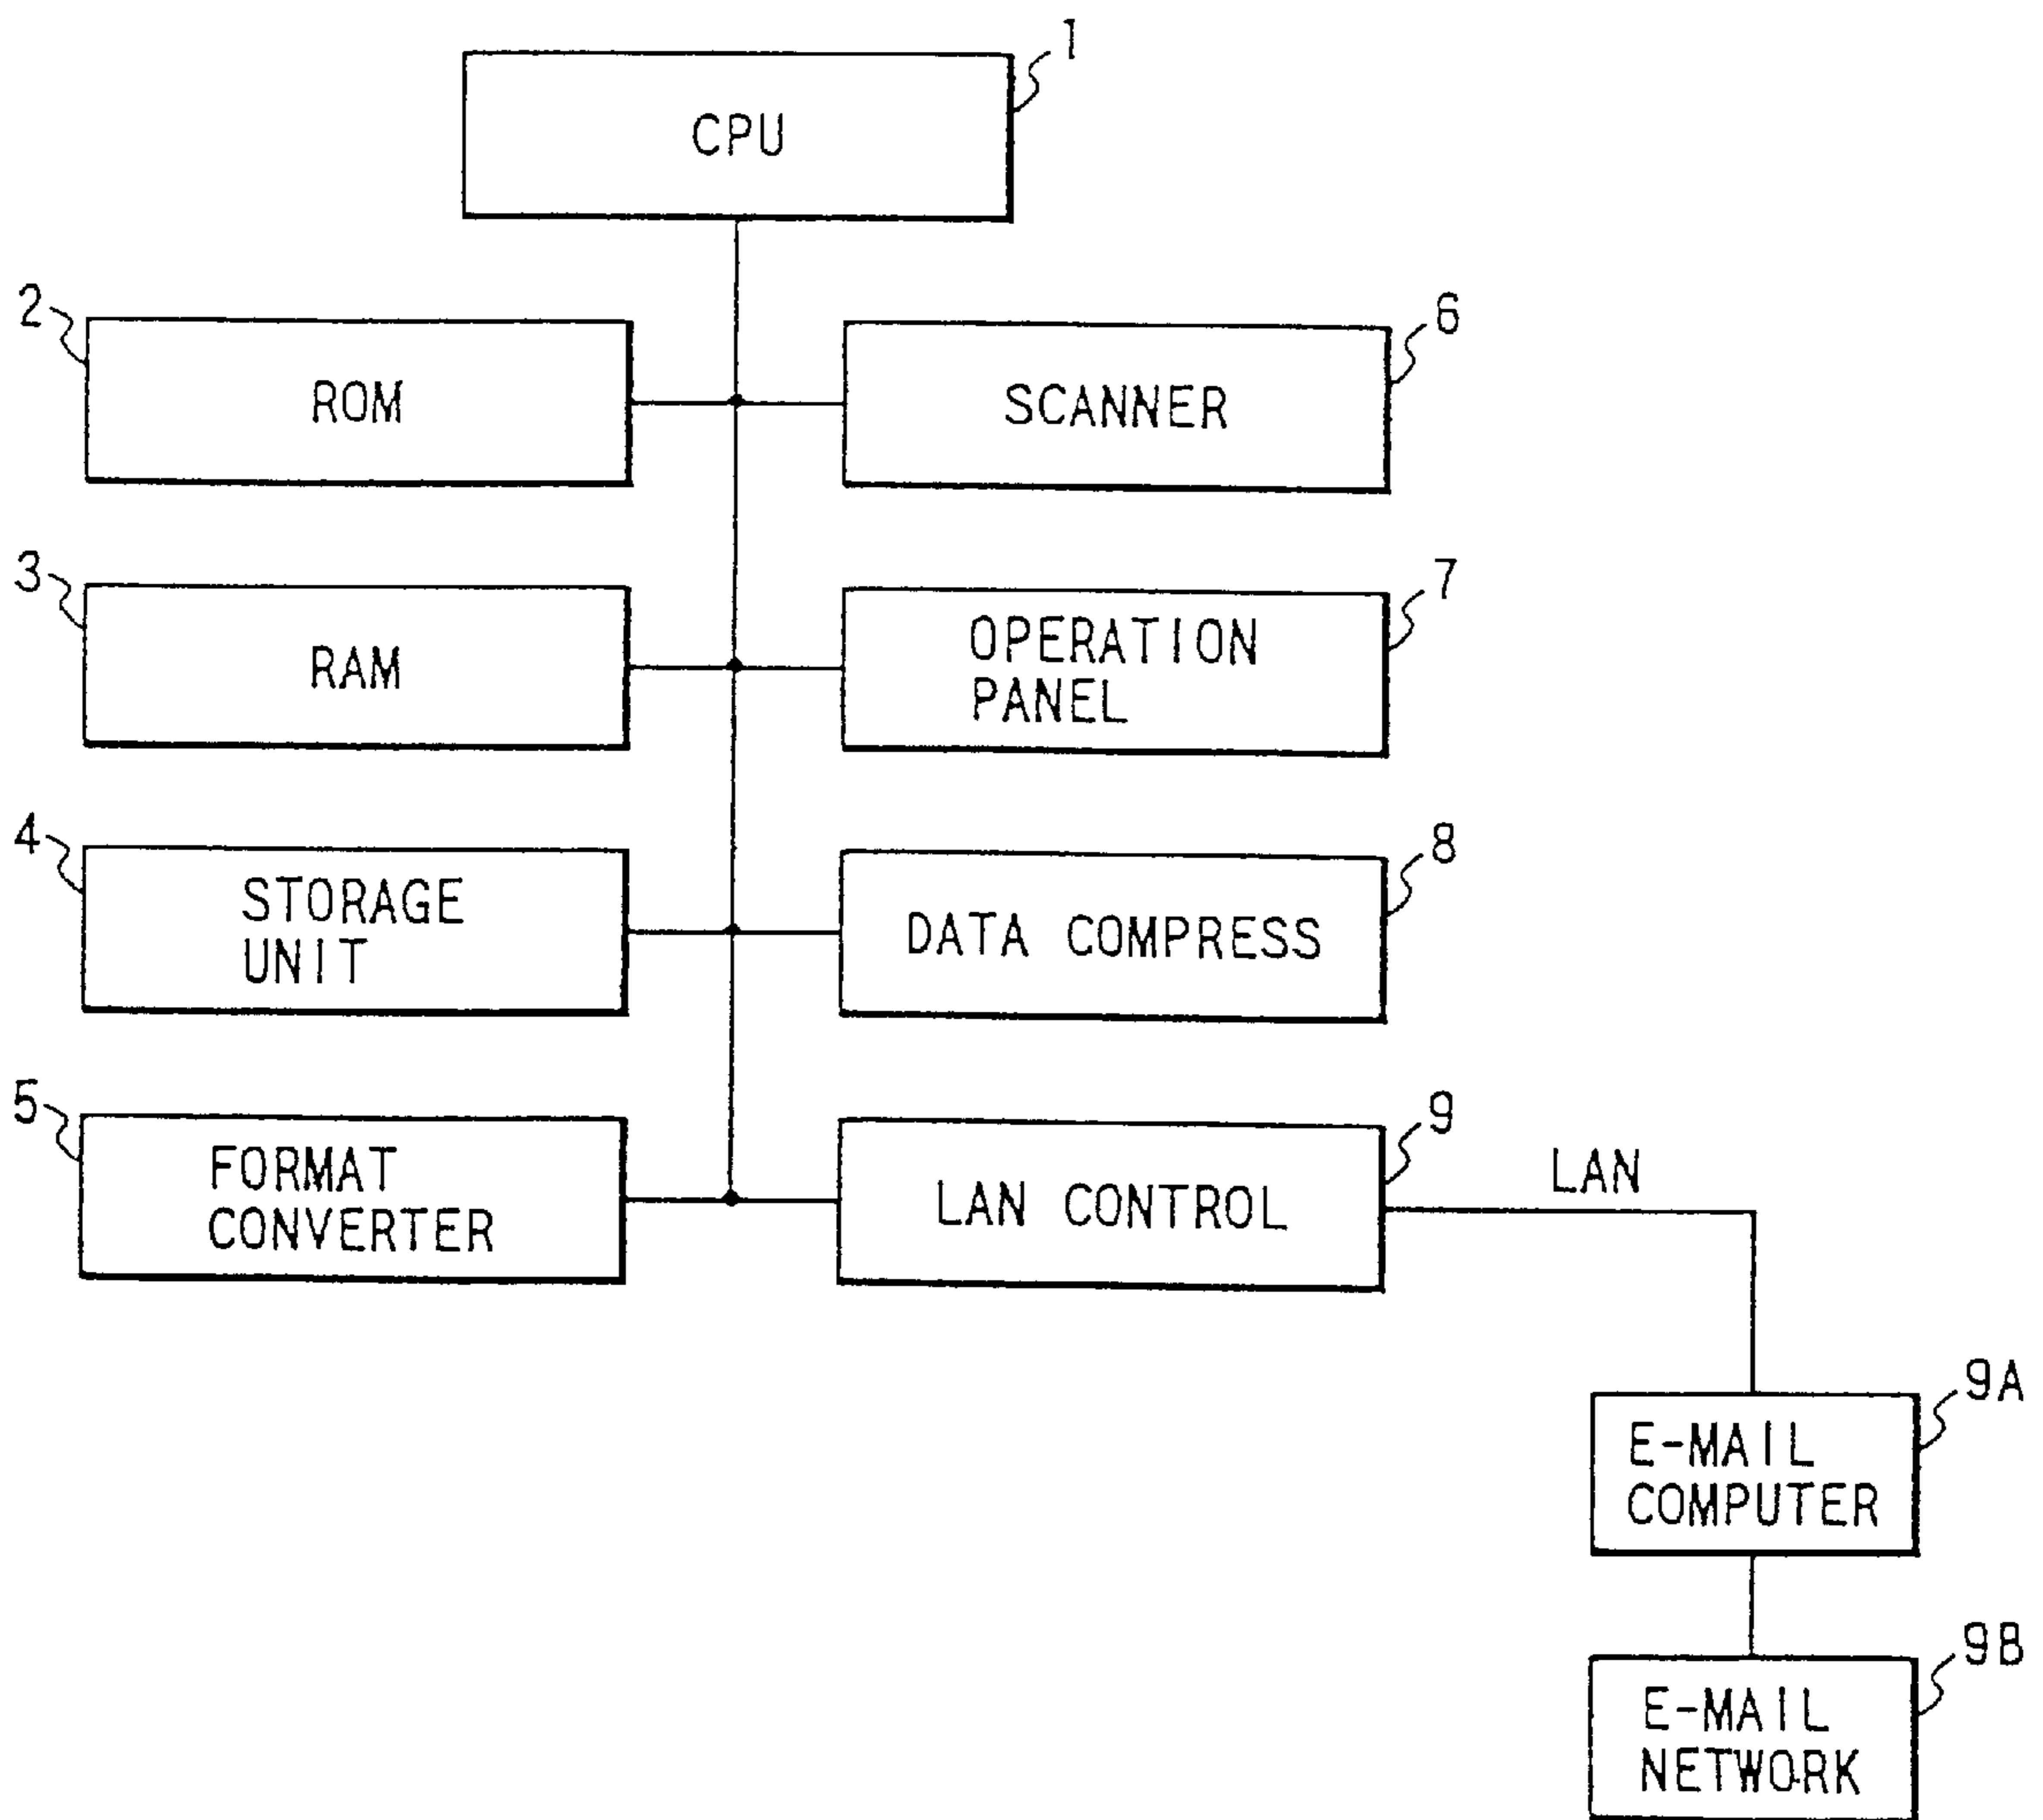 1
CPU
2
ROM
6
SCANNER
3
RAM
7
OPERATION
PANEL
4
STORAGE
UNIT
8
DATA COMPRESS
5
FORMAT
CONVERTER
9
LAN CONTROL
LAN
9A
E-MAIL
COMPUTER
9B
E-MAIL
NETWORK